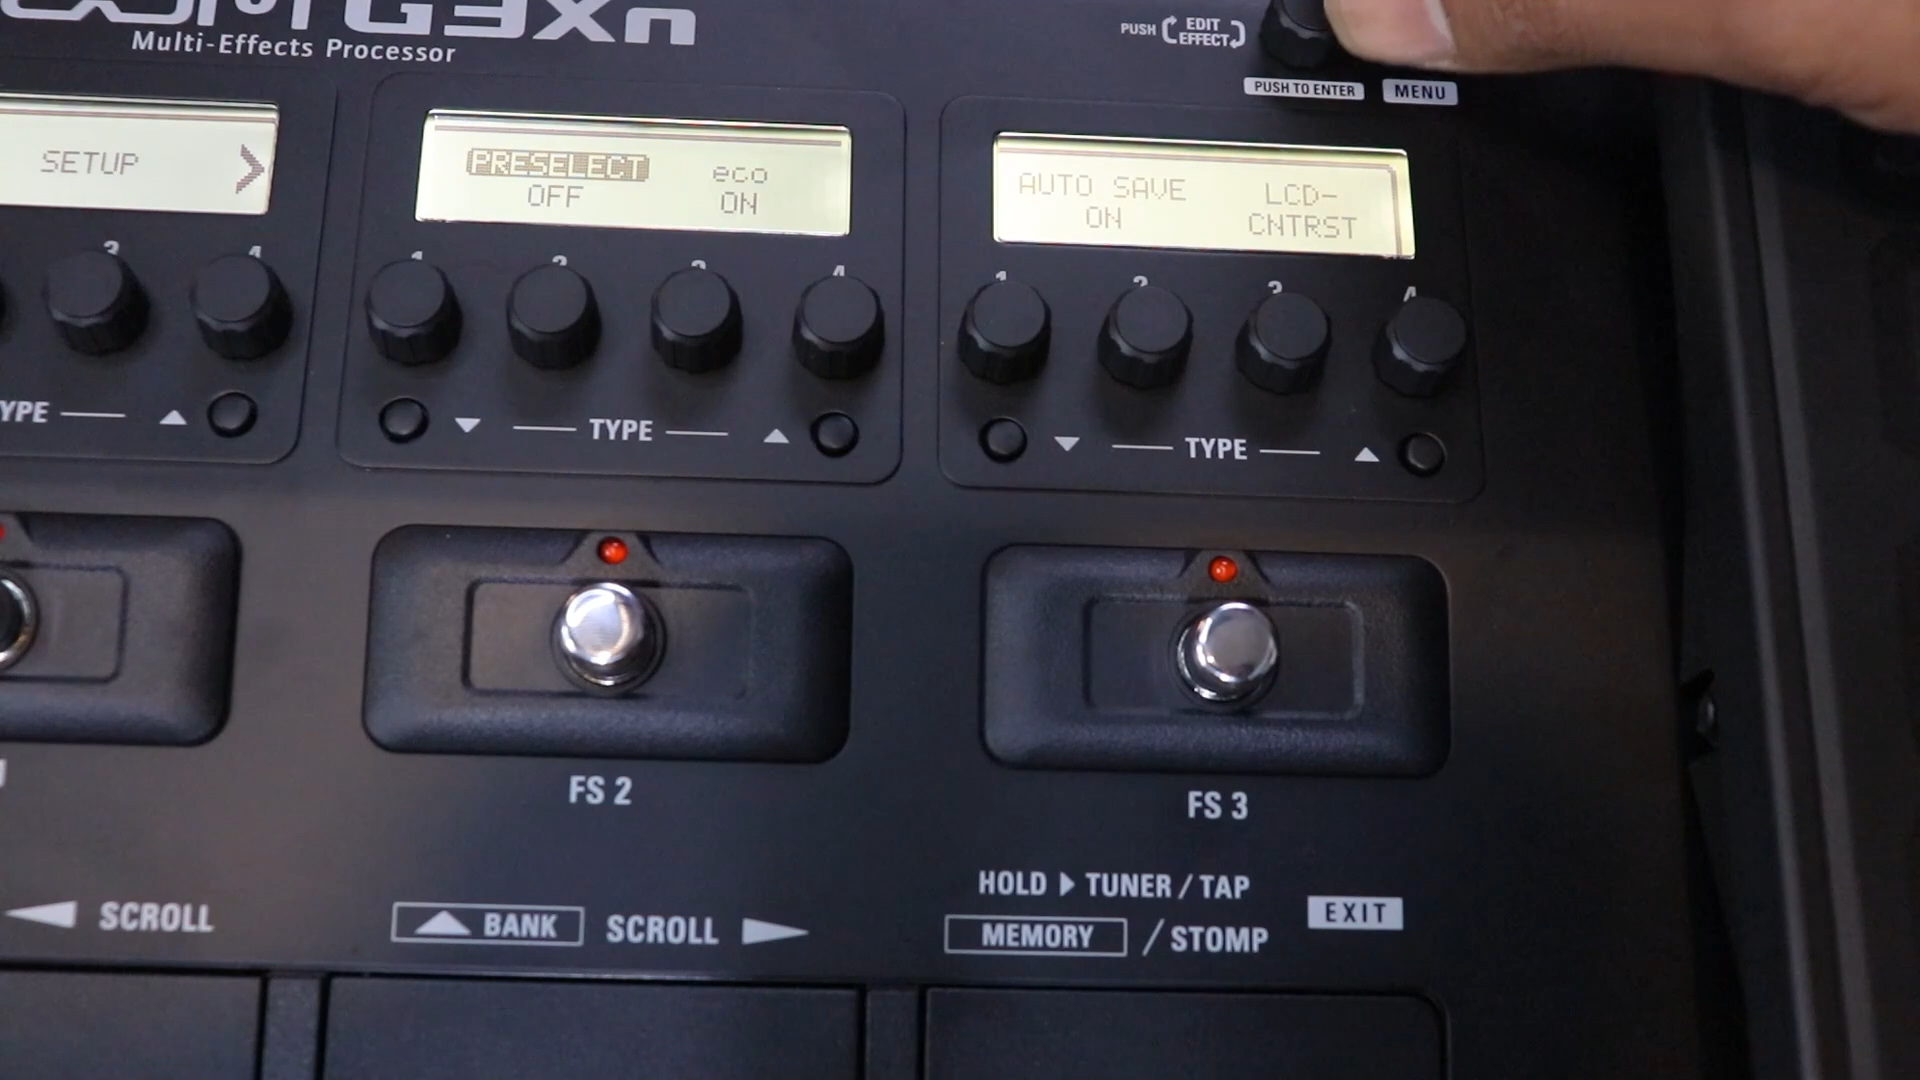 G3Xn
Multi-Effects Processor
PUSH EDIT EFFECT
PUSH TO ENTER MENU
SETUP
PRESELECT eco
OFF ON
AUTO SAVE LCD-
ON CNTRST
3 4 1 2 3 4 1 2 3 4
TYPE TYPE
FS 2 FS 3
HOLD ▶ TUNER / TAP
◀ SCROLL ▲ BANK SCROLL ▶ MEMORY / STOMP EXIT